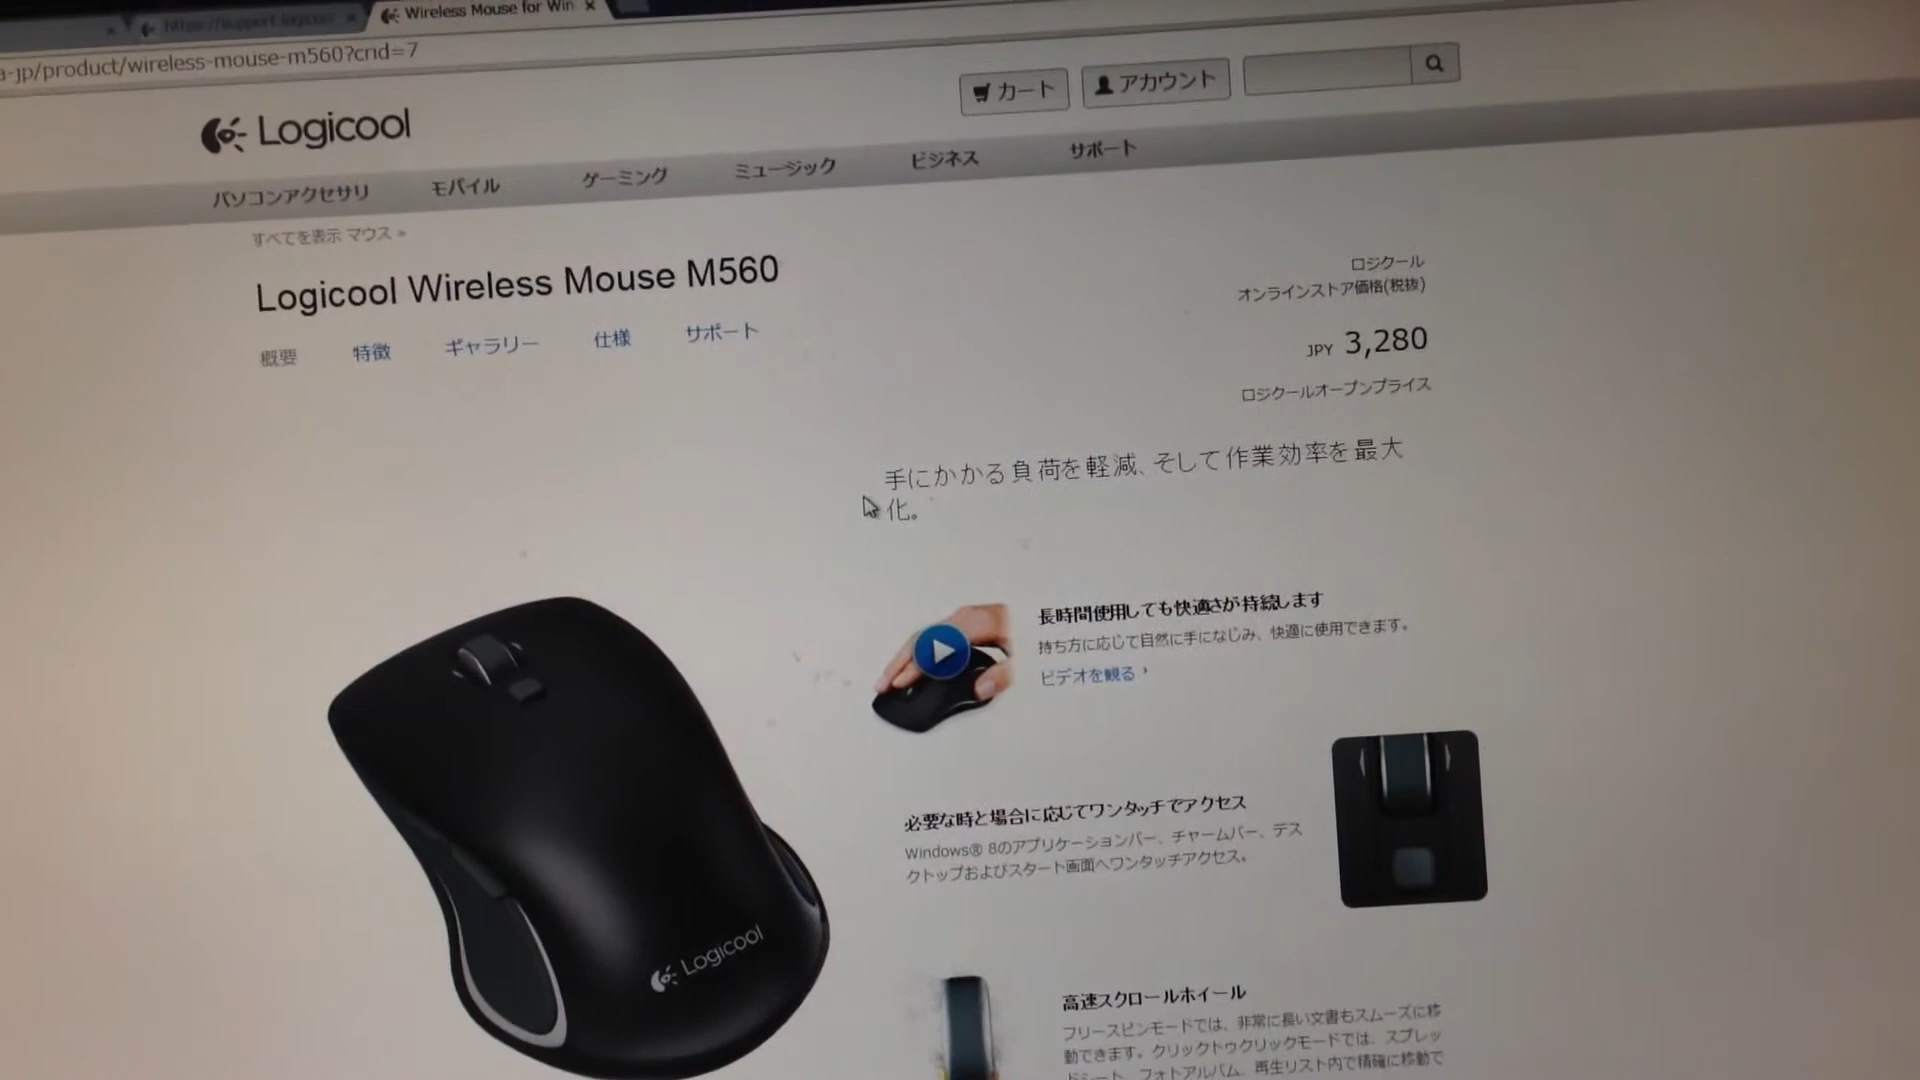 Wireless Mouse for Win
a-jp/product/wireless-mouse-m560?crid=7
Logicool
カート
アカウント
パソコンアクセサリ
モバイル
ゲーミング
ミュージック
ビジネス
サポート
すべてを表示 マウス »
Logicool Wireless Mouse M560
概要
特徴
ギャラリー
仕様
サポート
ロジクール
オンラインストア価格(税抜)
JPY 3,280
ロジクールオープンプライス
手にかかる負荷を軽減、そして作業効率を最大
化。
長時間使用しても快適さが持続します
持ち方に応じて自然に手になじみ、快適に使用できます。
ビデオを観る ›
必要な時と場合に応じてワンタッチでアクセス
Windows® 8のアプリケーションバー、チャームバー、デス
クトップおよびスタート画面へワンタッチアクセス。
Logicool
高速スクロールホイール
フリースピンモードでは、非常に長い文書もスムーズに移
動できます。クリックトゥクリックモードでは、スプレッ
ドシート、フォトアルバム、再生リスト内で精確に移動で